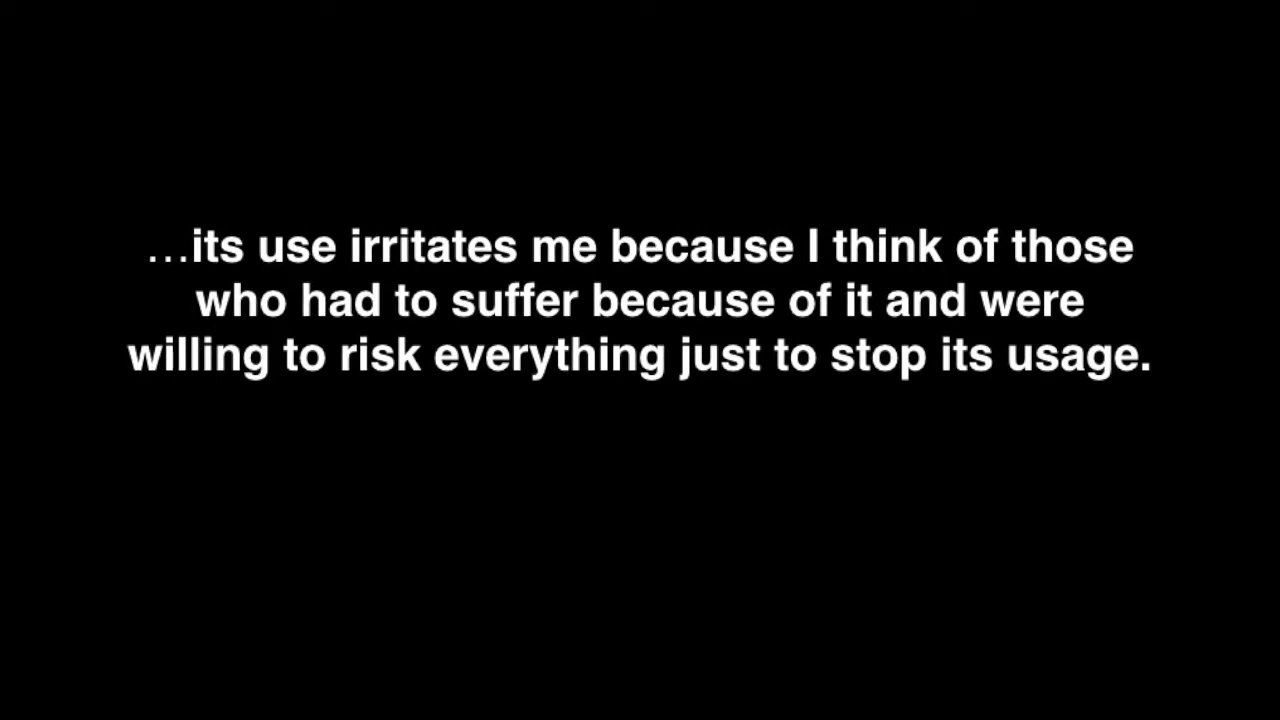 …its use irritates me because I think of those
who had to suffer because of it and were
willing to risk everything just to stop its usage.